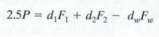 2.5P = d₁F₁ + d₂F₂ − d_wF_w